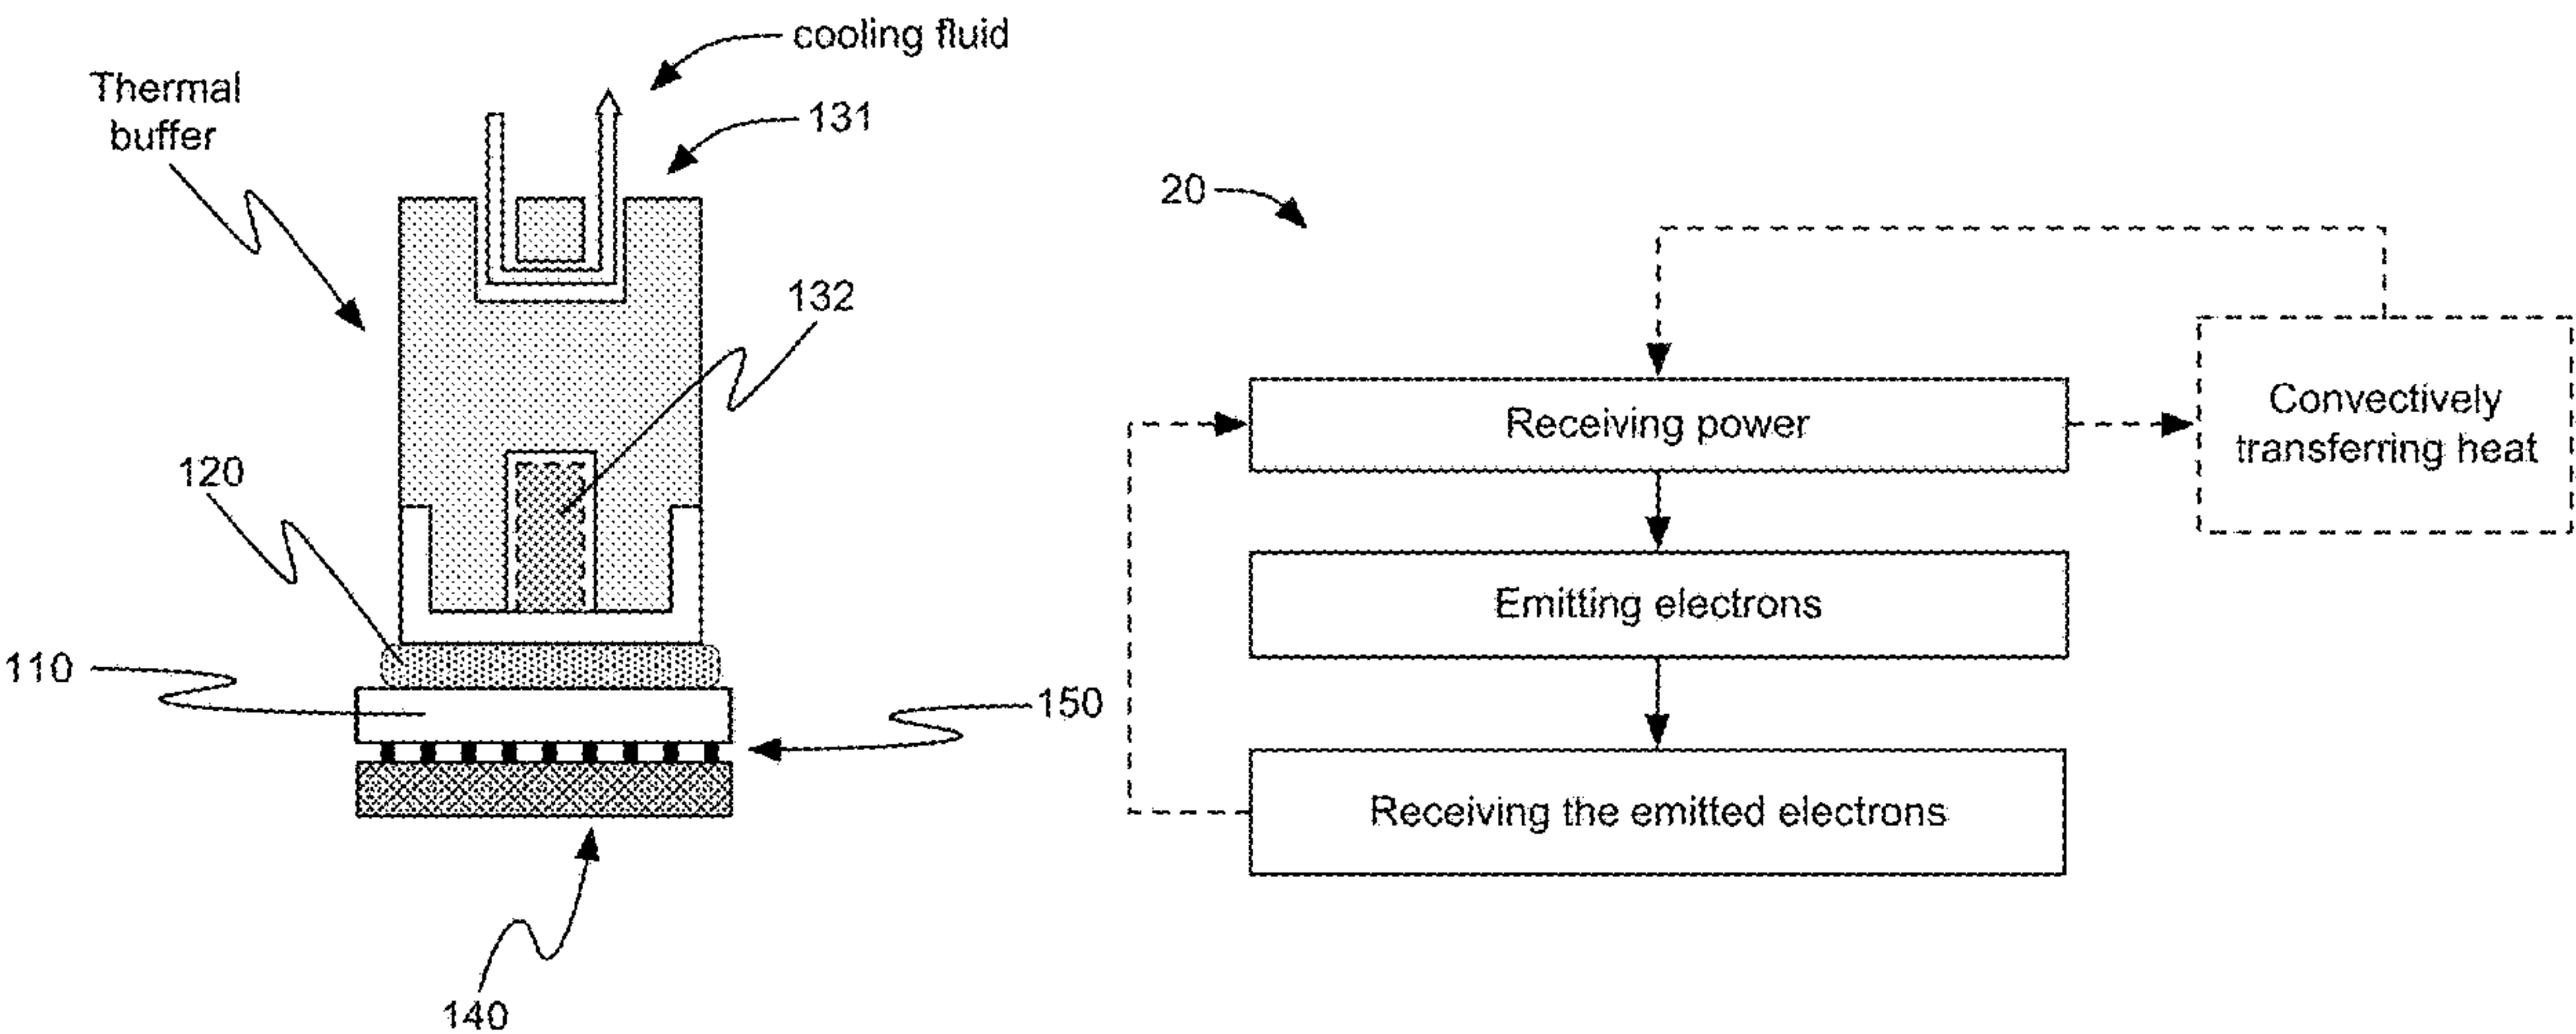 cooling fluid
Thermal
buffer
131
132
120
110
150
140
20
Receiving power
Convectively
transferring heat
Emitting electrons
Receiving the emitted electrons